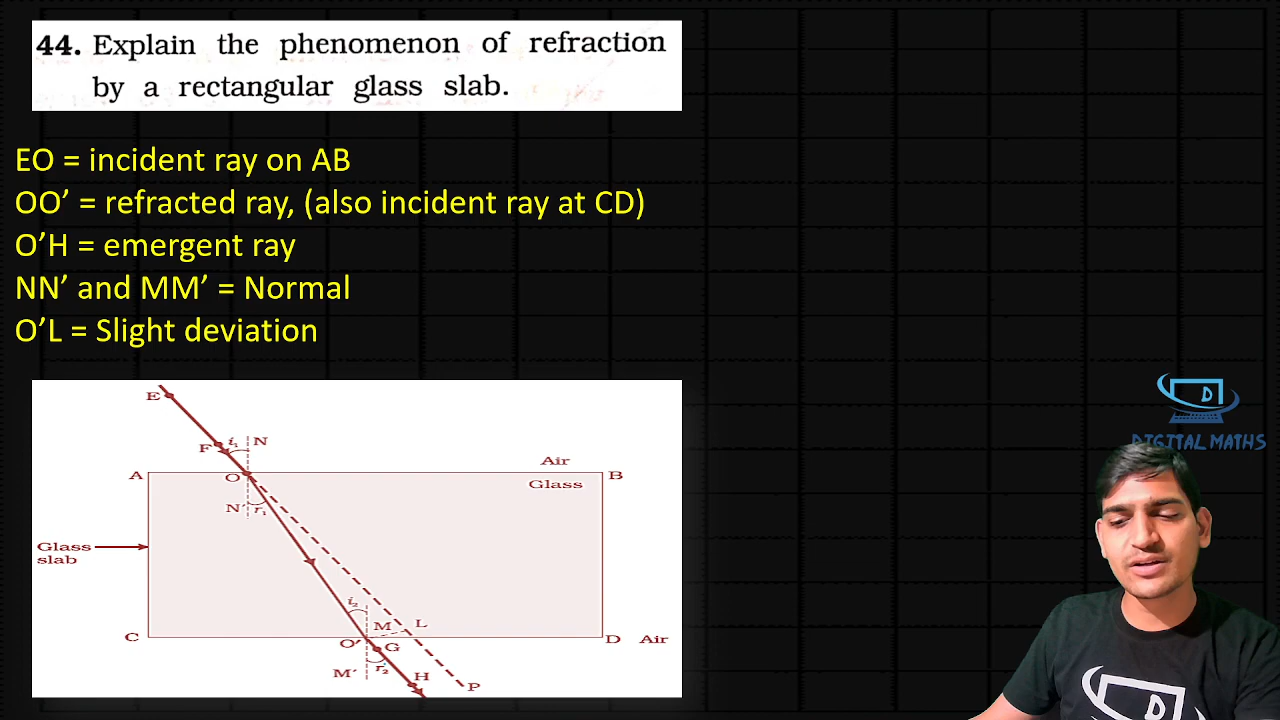 44. Explain the phenomenon of refraction
by a rectangular glass slab.
EO = incident ray on AB
OO’ = refracted ray, (also incident ray at CD)
O’H = emergent ray
NN’ and MM’ = Normal
O’L = Slight deviation
E
F
i₁
N
A
O
Air
B
Glass
N′
r₁
Glass
slab
i₂
M
L
C
O′
G
D
Air
M′
r₂
H
P
D
DIGITAL MATHS
D